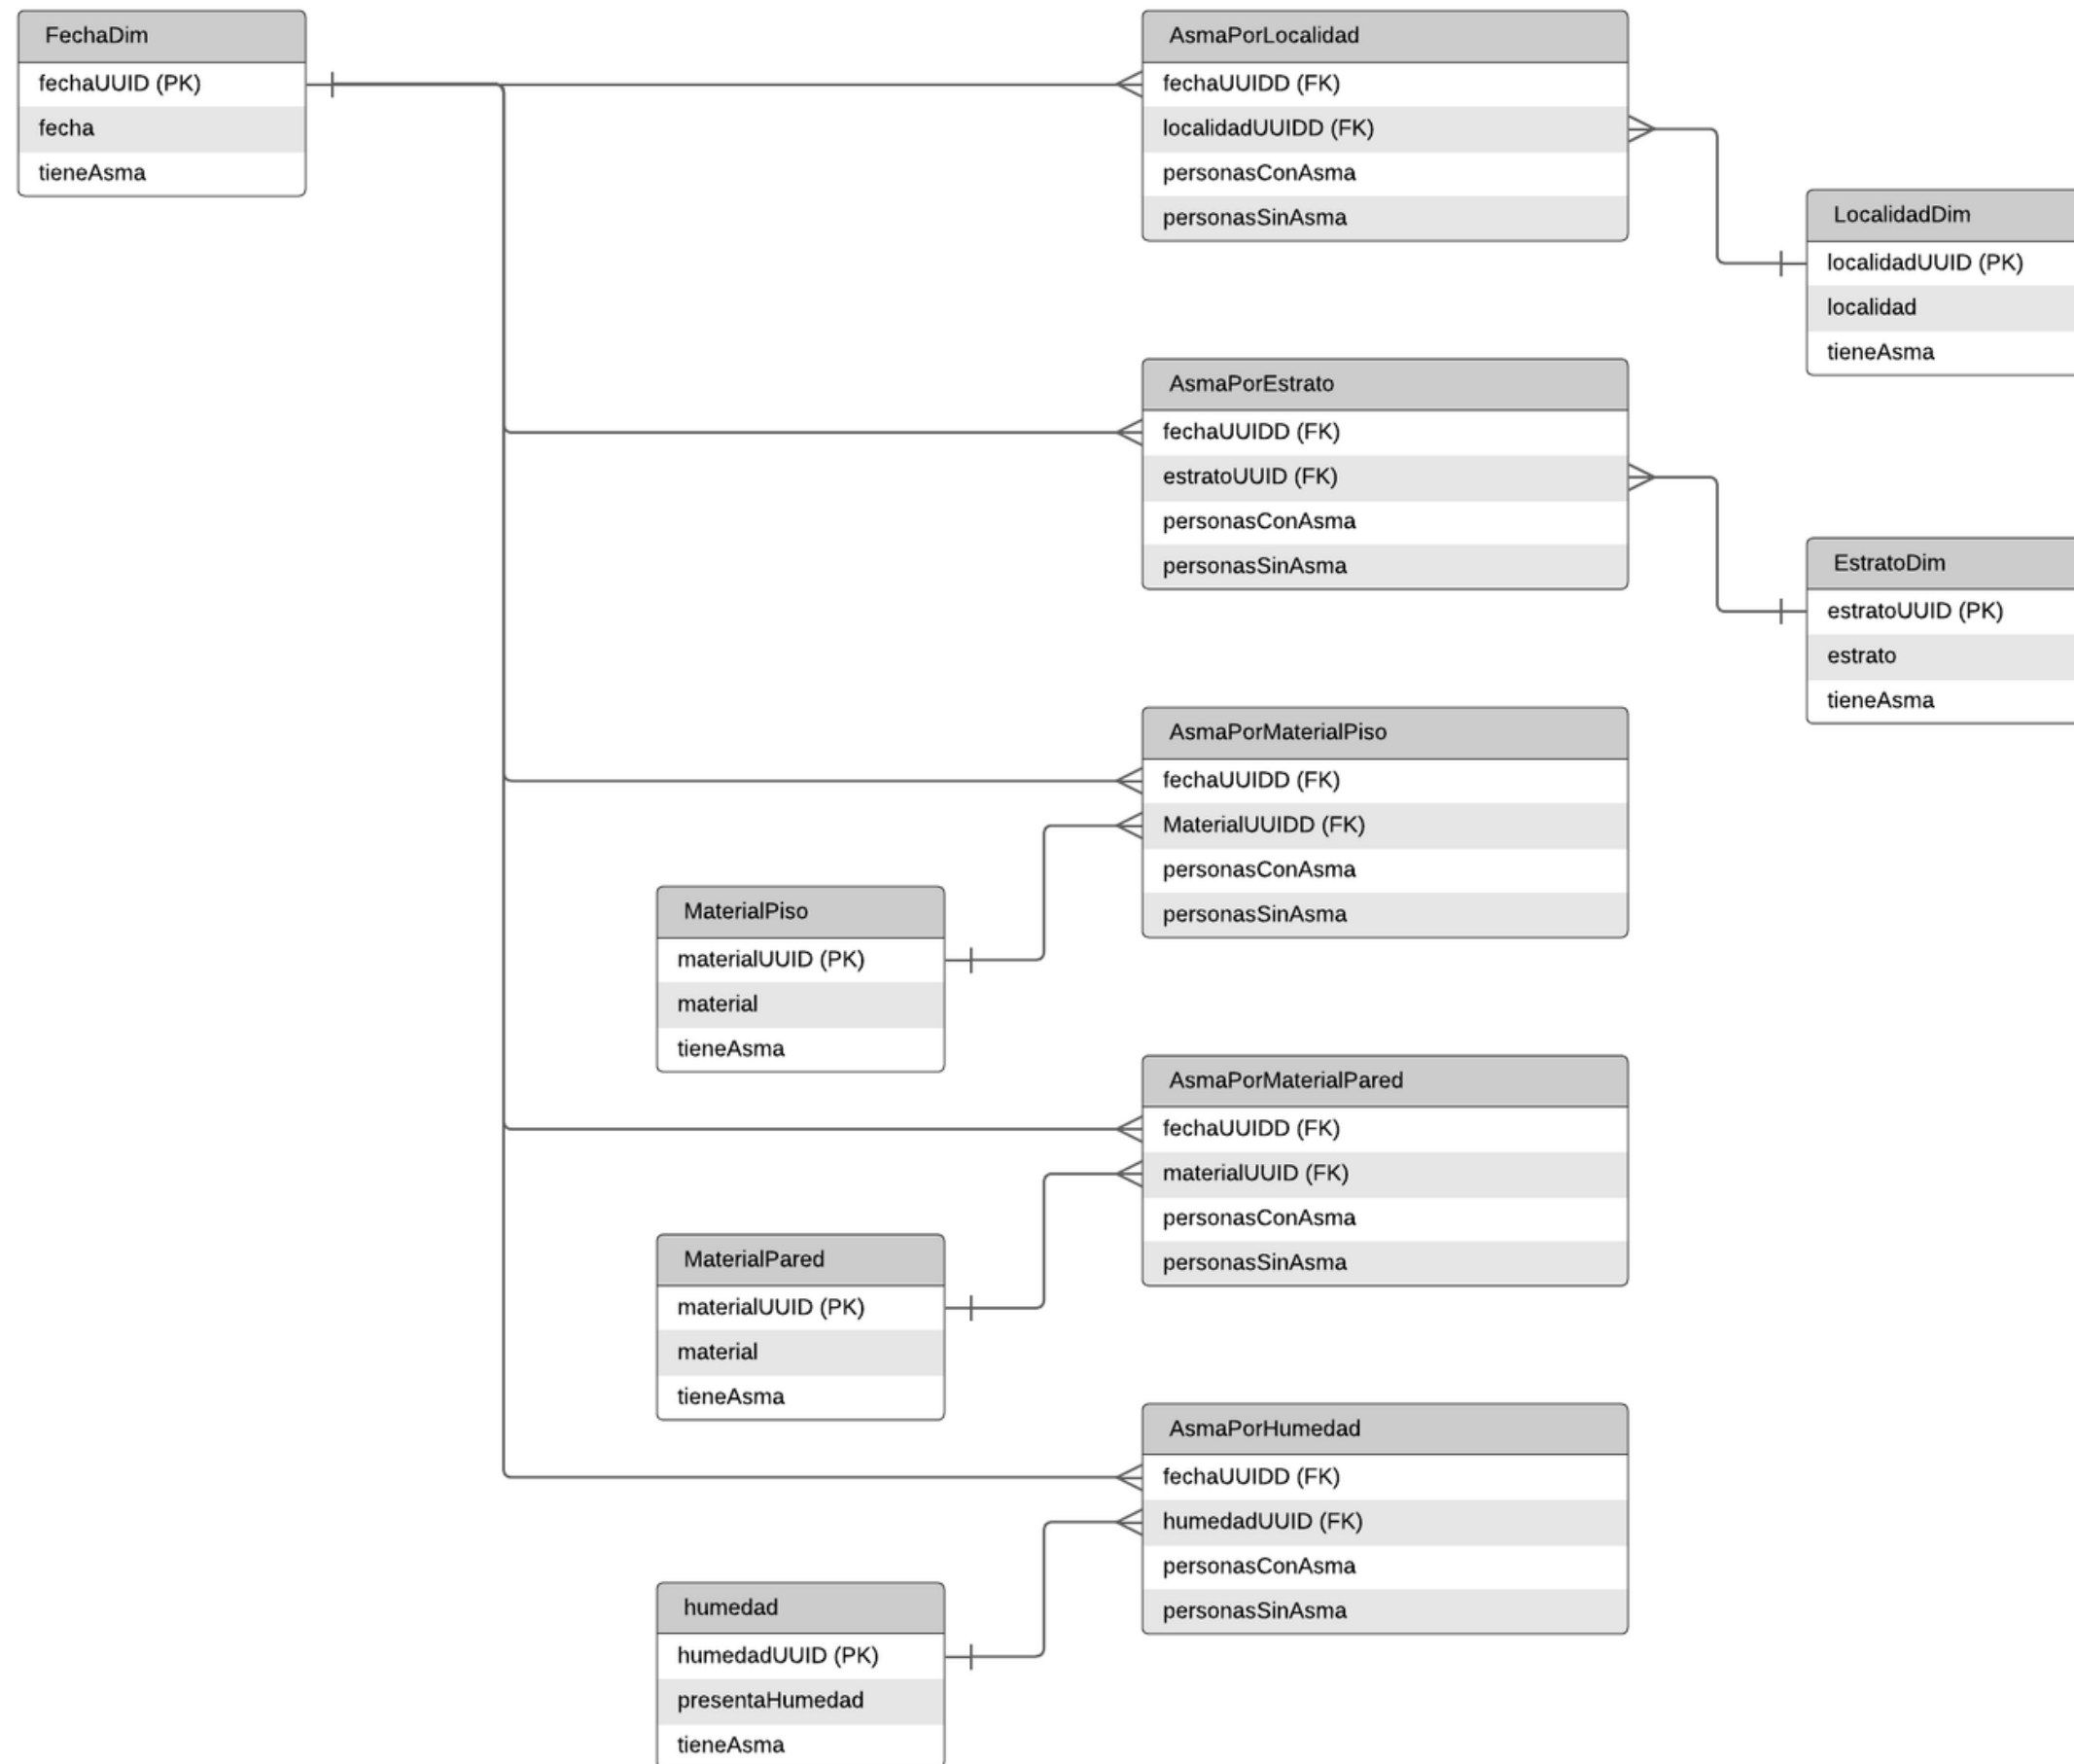 FechaDim
fechaUUID (PK)
fecha
tieneAsma
AsmaPorLocalidad
fechaUUIDD (FK)
localidadUUIDD (FK)
personasConAsma
personasSinAsma
LocalidadDim
localidadUUID (PK)
localidad
tieneAsma
AsmaPorEstrato
fechaUUIDD (FK)
estratoUUID (FK)
personasConAsma
personasSinAsma
EstratoDim
estratoUUID (PK)
estrato
tieneAsma
AsmaPorMaterialPiso
fechaUUIDD (FK)
MaterialUUIDD (FK)
personasConAsma
personasSinAsma
MaterialPiso
materialUUID (PK)
material
tieneAsma
AsmaPorMaterialPared
fechaUUIDD (FK)
materialUUID (FK)
personasConAsma
personasSinAsma
MaterialPared
materialUUID (PK)
material
tieneAsma
AsmaPorHumedad
fechaUUIDD (FK)
humedadUUID (FK)
personasConAsma
personasSinAsma
humedad
humedadUUID (PK)
presentaHumedad
tieneAsma